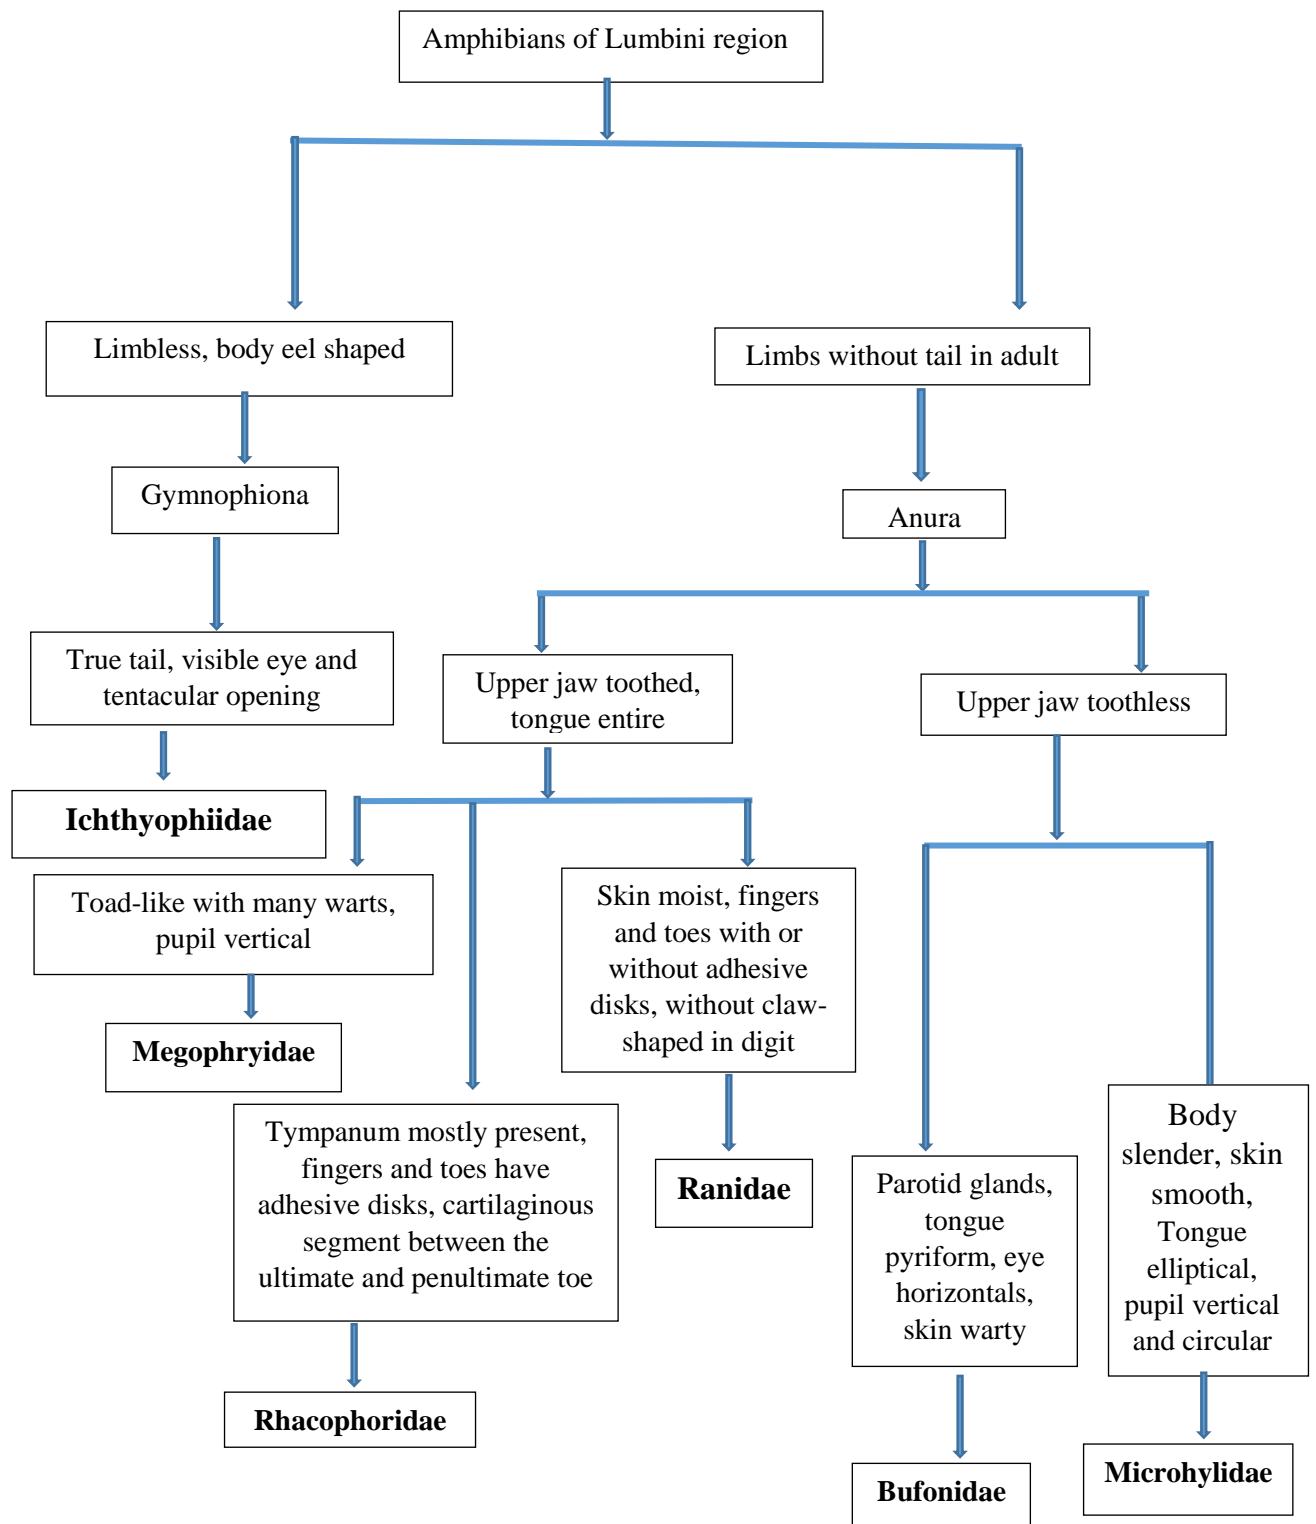 Amphibians of Lumbini region
Limbless, body eel shaped
Limbs without tail in adult
Gymnophiona
Anura
True tail, visible eye and
tentacular opening
Upper jaw toothed,
tongue entire
Upper jaw toothless
Ichthyophiidae
Toad-like with many warts,
pupil vertical
Skin moist, fingers
and toes with or
without adhesive
disks, without claw-
shaped in digit
Megophryidae
Tympanum mostly present,
fingers and toes have
adhesive disks, cartilaginous
segment between the
ultimate and penultimate toe
Ranidae
Parotid glands,
tongue
pyriform, eye
horizontals,
skin warty
Body
slender, skin
smooth,
Tongue
elliptical,
pupil vertical
and circular
Rhacophoridae
Bufonidae
Microhylidae